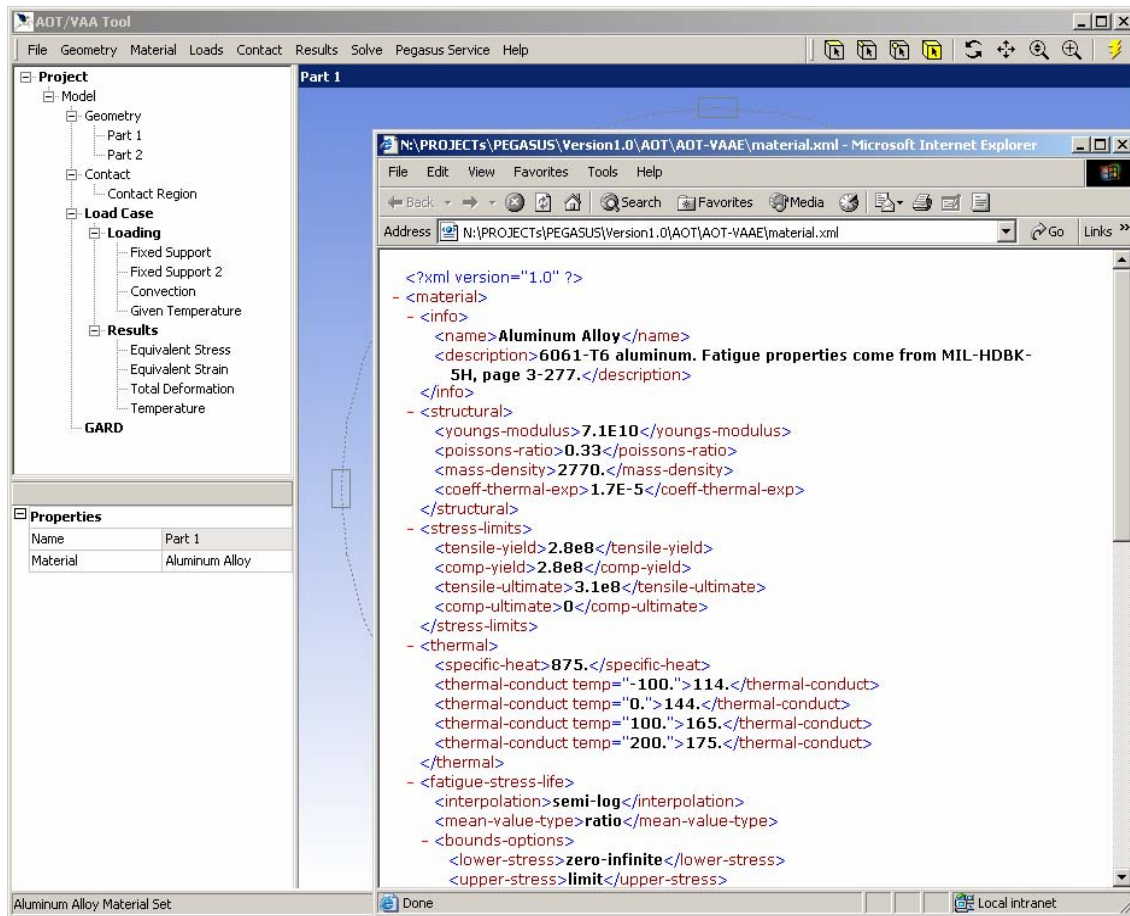 AOT/VAA Tool
File Geometry Material Loads Contact Results Solve Pegasus Service Help
Project
Model
Geometry
Part 1
Part 2
Contact
Contact Region
Load Case
Loading
Fixed Support
Fixed Support 2
Convection
Given Temperature
Results
Equivalent Stress
Equivalent Strain
Total Deformation
Temperature
GARD
Properties
Name Part 1
Material Aluminum Alloy
Aluminum Alloy Material Set
Part 1
N:\PROJECTs\PEGASUS\Version1.0\AOT\AOT-VAAE\material.xml - Microsoft Internet Explorer
File Edit View Favorites Tools Help
Back Search Favorites Media
Address N:\PROJECTs\PEGASUS\Version1.0\AOT\AOT-VAAE\material.xml Go Links »
<?xml version="1.0" ?>
- <material>
- <info>
<name>Aluminum Alloy</name>
<description>6061-T6 aluminum. Fatigue properties come from MIL-HDBK-
5H, page 3-277.</description>
</info>
- <structural>
<youngs-modulus>7.1E10</youngs-modulus>
<poissons-ratio>0.33</poissons-ratio>
<mass-density>2770.</mass-density>
<coeff-thermal-exp>1.7E-5</coeff-thermal-exp>
</structural>
- <stress-limits>
<tensile-yield>2.8e8</tensile-yield>
<comp-yield>2.8e8</comp-yield>
<tensile-ultimate>3.1e8</tensile-ultimate>
<comp-ultimate>0</comp-ultimate>
</stress-limits>
- <thermal>
<specific-heat>875.</specific-heat>
<thermal-conduct temp="-100.">114.</thermal-conduct>
<thermal-conduct temp="0.">144.</thermal-conduct>
<thermal-conduct temp="100.">165.</thermal-conduct>
<thermal-conduct temp="200.">175.</thermal-conduct>
</thermal>
- <fatigue-stress-life>
<interpolation>semi-log</interpolation>
<mean-value-type>ratio</mean-value-type>
- <bounds-options>
<lower-stress>zero-infinite</lower-stress>
<upper-stress>limit</upper-stress>
Done Local intranet